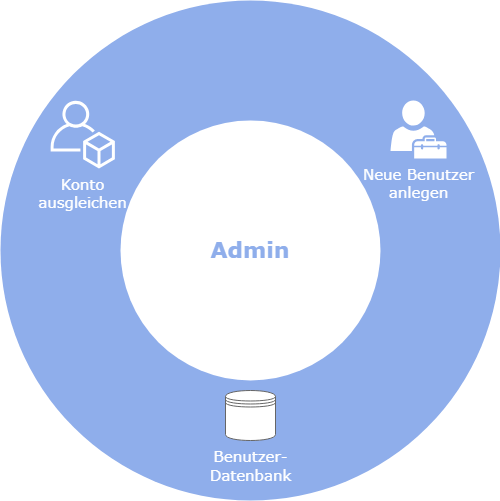 Konto
ausgleichen
Neue Benutzer
anlegen
Admin
Benutzer-
Datenbank